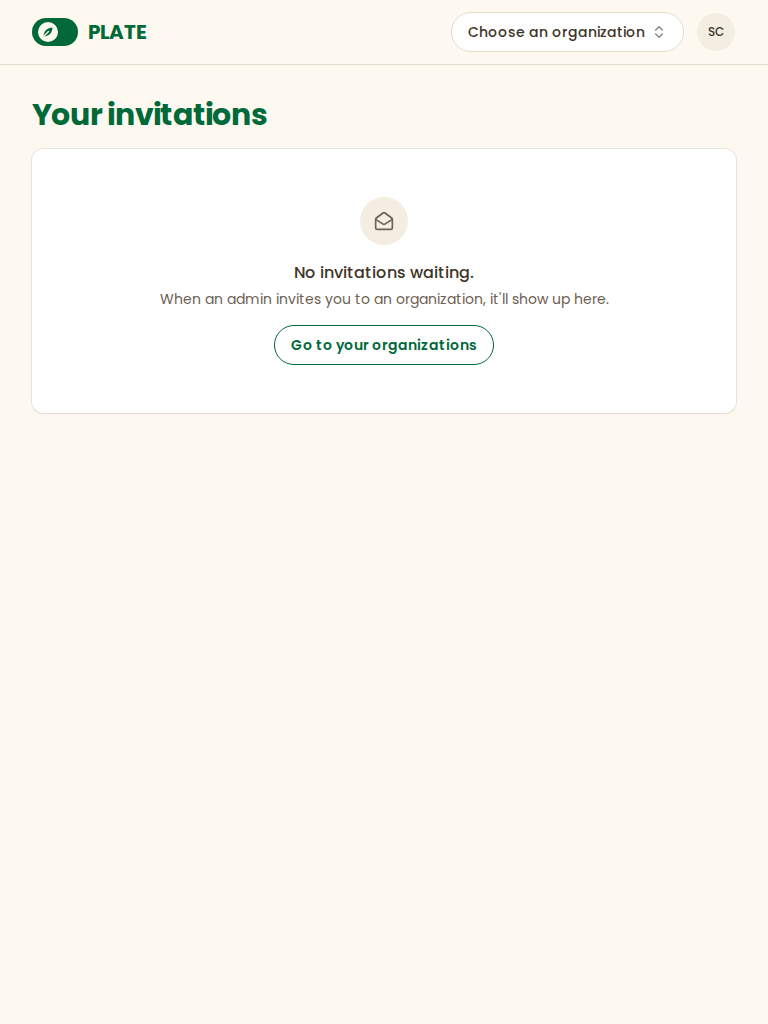 PLATE
Choose an organization
SC
Your invitations
No invitations waiting.
When an admin invites you to an organization, it'll show up here.
Go to your organizations